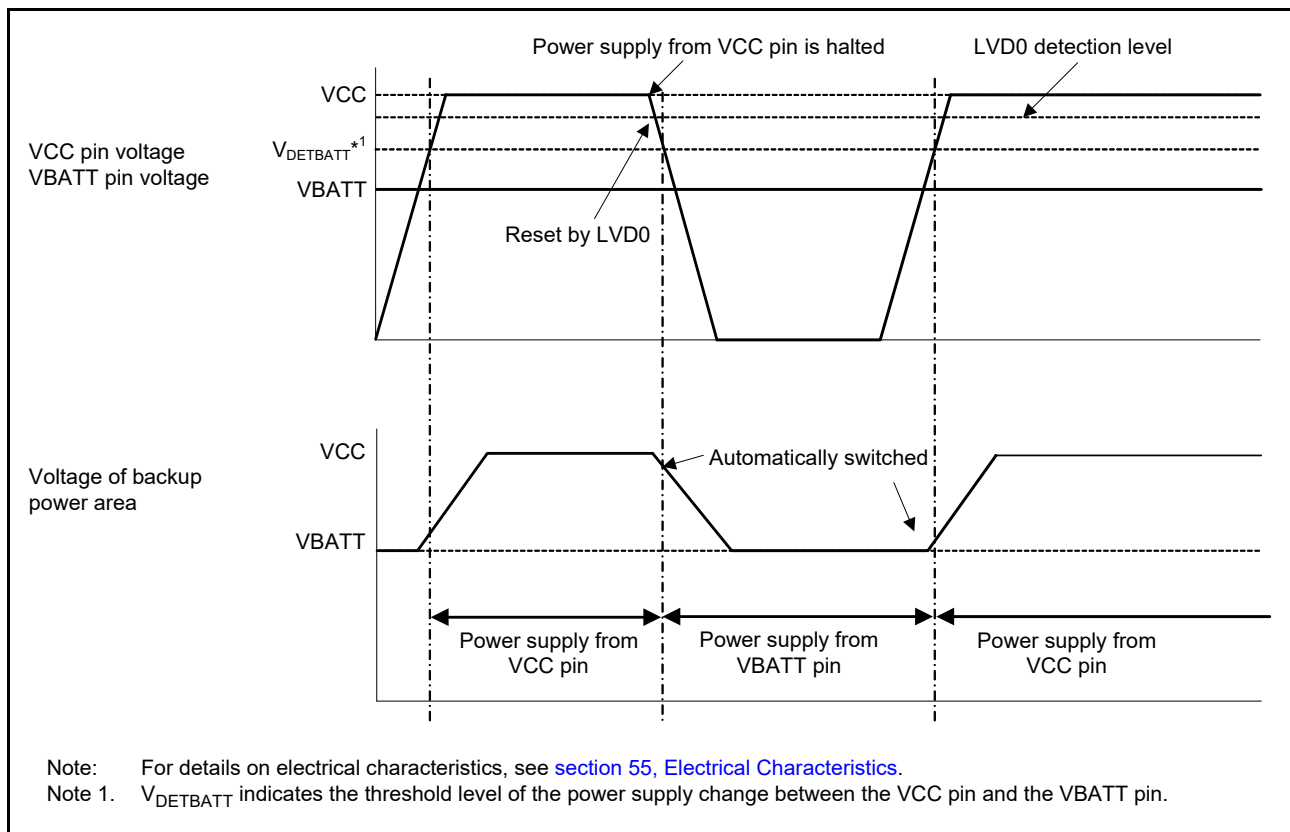 Power supply from VCC pin is halted
LVD0 detection level
VCC
VCC pin voltage
VBATT pin voltage
VDETBATT*1
VBATT
Reset by LVD0
VCC
Automatically switched
Voltage of backup
power area
VBATT
Power supply from
VCC pin
Power supply from
VBATT pin
Power supply from
VCC pin
Note: For details on electrical characteristics, see section 55, Electrical Characteristics.
Note 1. VDETBATT indicates the threshold level of the power supply change between the VCC pin and the VBATT pin.